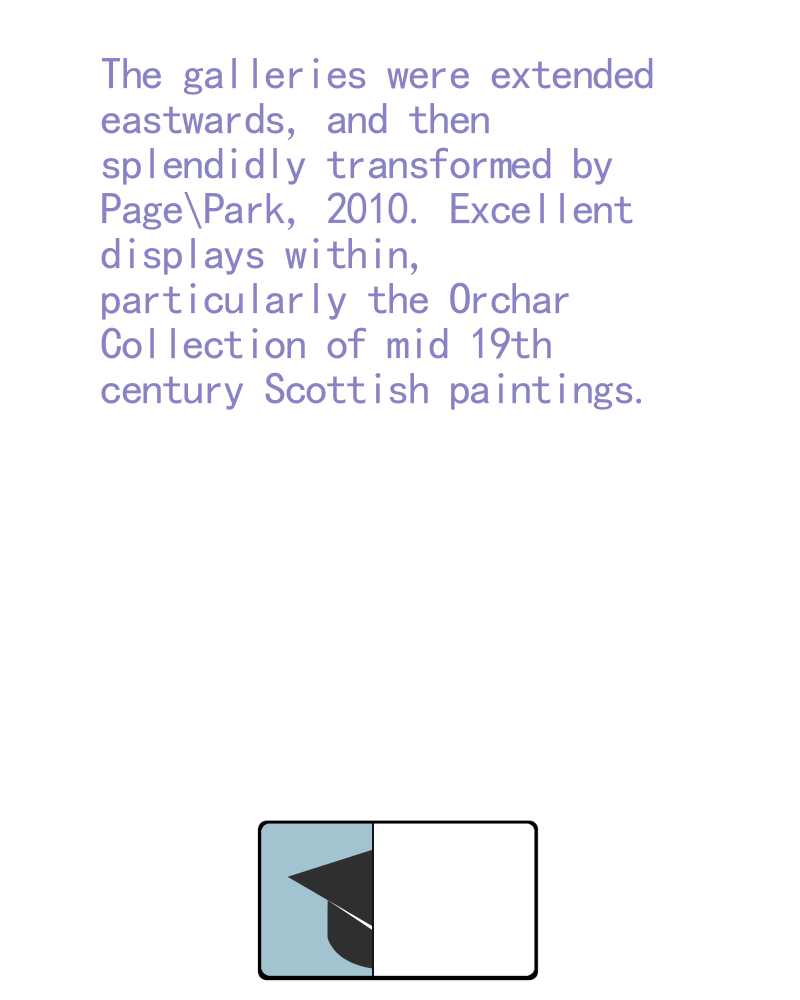 The galleries were extended
eastwards, and then
splendidly transformed by
Page\Park, 2010. Excellent
displays within,
particularly the Orchar
Collection of mid 19th
century Scottish paintings.